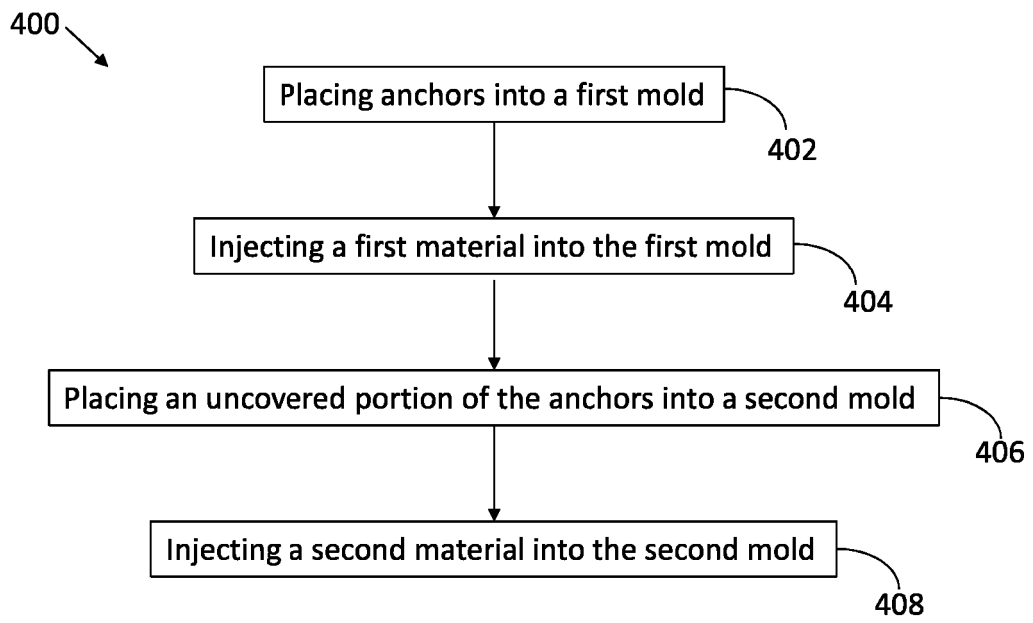 400
Placing anchors into a first mold
402
Injecting a first material into the first mold
404
Placing an uncovered portion of the anchors into a second mold
406
Injecting a second material into the second mold
408